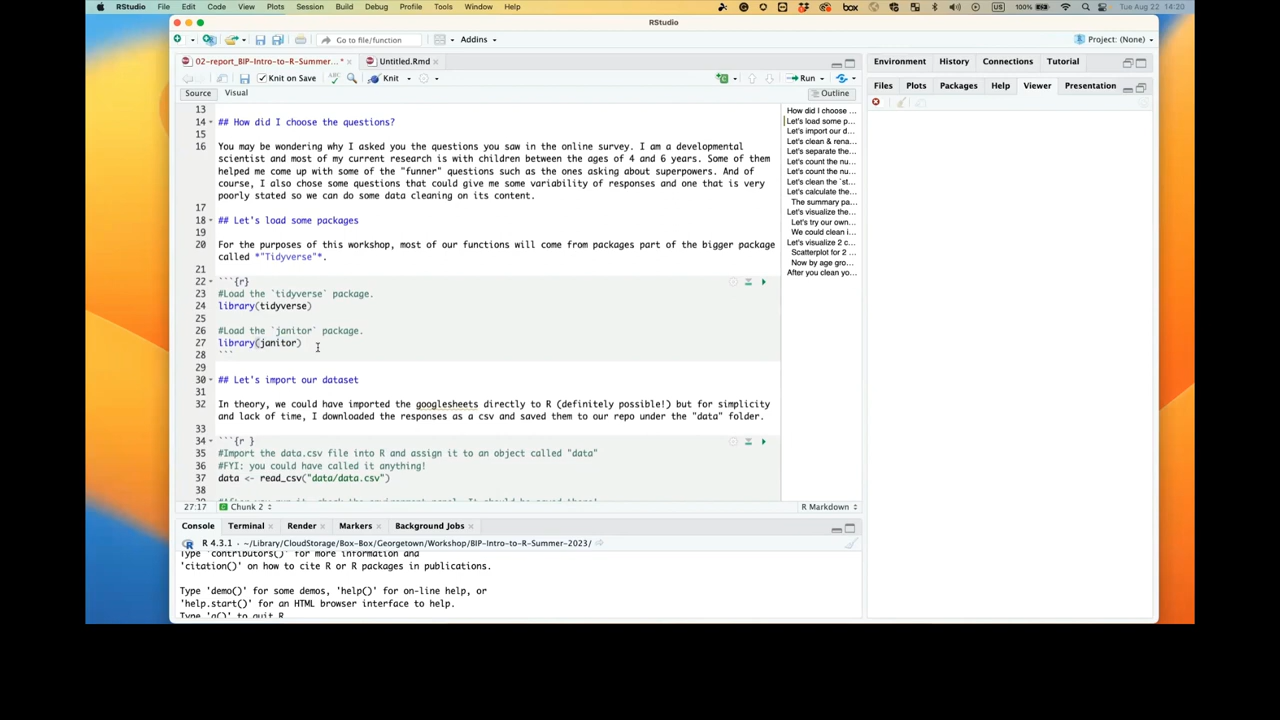 RStudio File Edit Code View Plots Session Build Debug Profile Tools Window Help box 100% US Tue Aug 22 14:20
RStudio
Go to file/function Addins Project: (None)
02-report_BIP-Intro-to-R-Summer... * Untitled.Rmd
Knit on Save Knit Run
Source Visual Outline
13
14 ## How did I choose the questions?
15
16 You may be wondering why I asked you the questions you saw in the online survey. I am a developmental
scientist and most of my current research is with children between the ages of 4 and 6 years. Some of them
helped me come up with some of the "funner" questions such as the ones asking about superpowers. And of
course, I also chose some questions that could give me some variability of responses and one that is very
poorly stated so we can do some data cleaning on its content.
17
18 ## Let's load some packages
19
20 For the purposes of this workshop, most of our functions will come from packages part of the bigger package
called *"Tidyverse"*.
21
22 ```{r}
23 #Load the `tidyverse` package.
24 library(tidyverse)
25
26 #Load the `janitor` package.
27 library(janitor)
28 ```
29
30 ## Let's import our dataset
31
32 In theory, we could have imported the googlesheets directly to R (definitely possible!) but for simplicity
and lack of time, I downloaded the responses as a csv and saved them to our repo under the "data" folder.
33
34 ```{r }
35 #Import the data.csv file into R and assign it to an object called "data"
36 #FYI: you could have called it anything!
37 data <- read_csv("data/data.csv")
38
27:17 Chunk 2 R Markdown
How did I choose ...
Let's load some p...
Let's import our d...
Let's clean & rena...
Let's separate the...
Let's count the nu...
Let's count the nu...
Let's clean the `st...
Let's calculate the...
The summary pa...
Let's visualize the...
Let's try our own...
We could clean i...
Let's visualize 2 c...
Scatterplot for 2 ...
Now by age gro...
After you clean yo...
Console Terminal Render Markers Background Jobs
R 4.3.1 · ~/Library/CloudStorage/Box-Box/Georgetown/Workshop/BIP-Intro-to-R-Summer-2023/
Type 'contributors()' for more information and
'citation()' on how to cite R or R packages in publications.
Type 'demo()' for some demos, 'help()' for on-line help, or
'help.start()' for an HTML browser interface to help.
Type 'q()' to quit R.
Environment History Connections Tutorial
Files Plots Packages Help Viewer Presentation